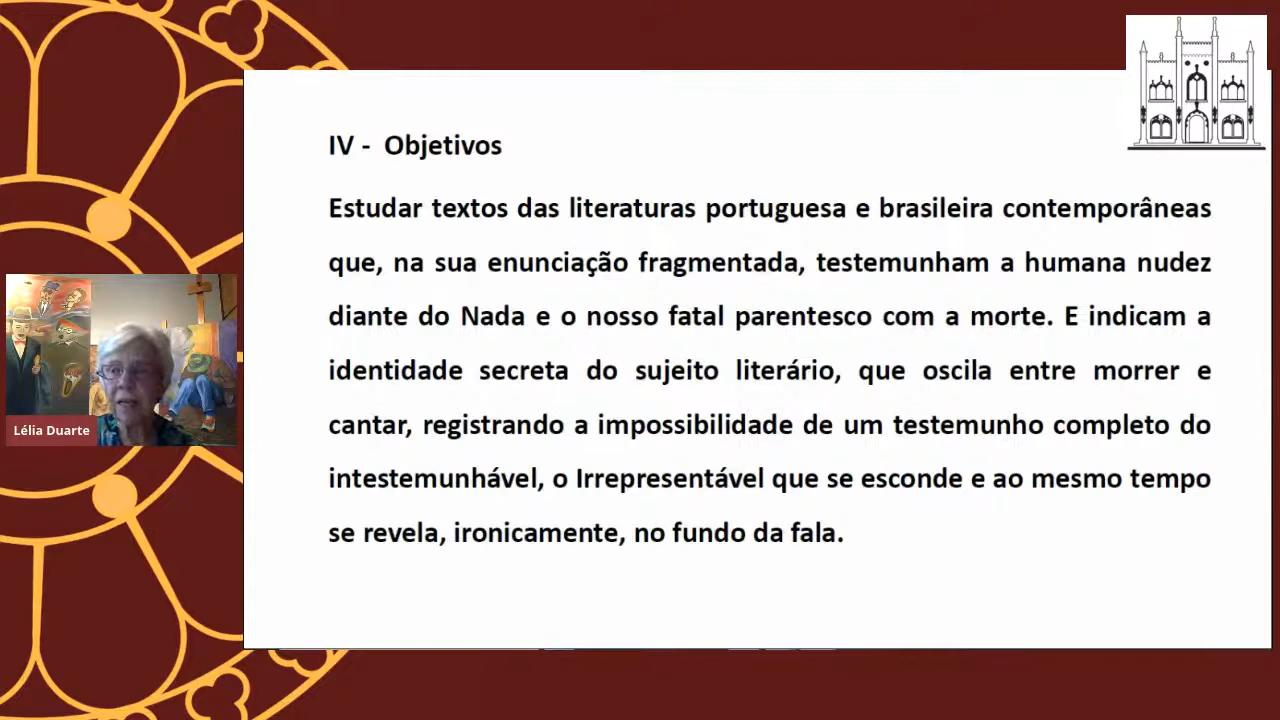 IV - Objetivos
Estudar textos das literaturas portuguesa e brasileira contemporâneas
que, na sua enunciação fragmentada, testemunham a humana nudez
diante do Nada e o nosso fatal parentesco com a morte. E indicam a
identidade secreta do sujeito literário, que oscila entre morrer e
cantar, registrando a impossibilidade de um testemunho completo do
intestemunhável, o Irrepresentável que se esconde e ao mesmo tempo
se revela, ironicamente, no fundo da fala.
Lélia Duarte